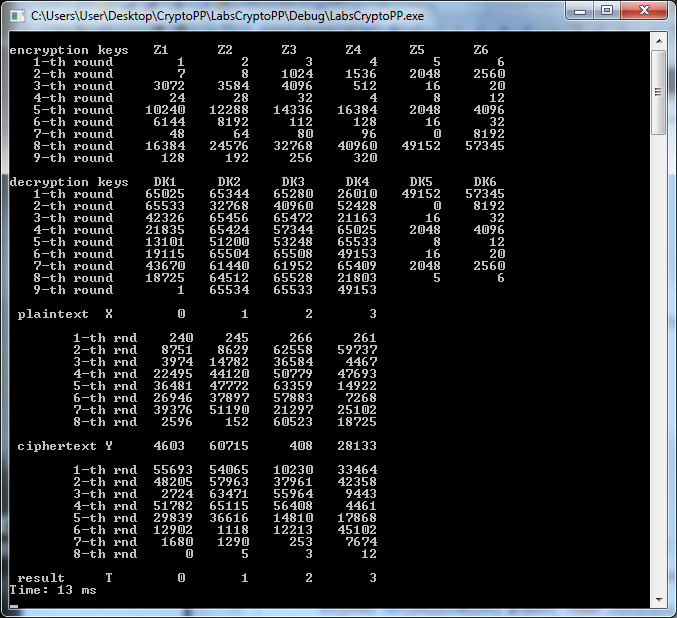 C:\Users\User\Desktop\CryptoPP\LabsCryptoPP\Debug\LabsCryptoPP.exe
encryption keys Z1 Z2 Z3 Z4 Z5 Z6
1-th round 1 2 3 4 5 6
2-th round 7 8 1024 1536 2048 2560
3-th round 3072 3584 4096 512 16 20
4-th round 24 28 32 4 8 12
5-th round 10240 12288 14336 16384 2048 4096
6-th round 6144 8192 112 128 16 32
7-th round 48 64 80 96 0 8192
8-th round 16384 24576 32768 40960 49152 57345
9-th round 128 192 256 320
decryption keys DK1 DK2 DK3 DK4 DK5 DK6
1-th round 65025 65344 65280 26010 49152 57345
2-th round 65533 32768 40960 52428 0 8192
3-th round 42326 65456 65472 21163 16 32
4-th round 21835 65424 57344 65025 2048 4096
5-th round 13101 51200 53248 65533 8 12
6-th round 19115 65504 65508 49153 16 20
7-th round 43670 61440 61952 65409 2048 2560
8-th round 18725 64512 65528 21803 5 6
9-th round 1 65534 65533 49153
plaintext X 0 1 2 3
1-th rnd 240 245 266 261
2-th rnd 8751 8629 62558 59737
3-th rnd 3974 14782 36584 4467
4-th rnd 22495 44120 50779 47693
5-th rnd 36481 47772 63359 14922
6-th rnd 26946 37897 57883 7268
7-th rnd 39376 51190 21297 25102
8-th rnd 2596 152 60523 18725
ciphertext Y 4603 60715 408 28133
1-th rnd 55693 54065 10230 33464
2-th rnd 48205 57963 37961 42358
3-th rnd 2724 63471 55964 9443
4-th rnd 51782 65115 56408 4461
5-th rnd 29839 36616 14810 17868
6-th rnd 12902 1118 12213 45102
7-th rnd 1680 1290 253 7674
8-th rnd 0 5 3 12
result T 0 1 2 3
Time: 13 ms